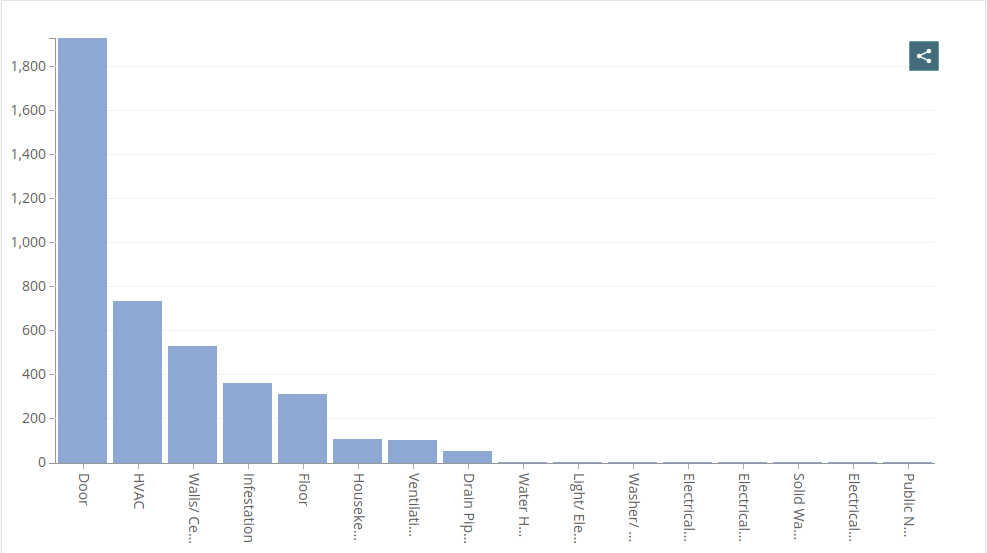 1,800
1,600
1,400
1,200
1,000
800
600
400
200
0
Door
HVAC
Walls/ Ce...
Infestation
Floor
Houseke...
Ventilati...
Drain Pip...
Water H...
Light/ Ele...
Washer/ ...
Electrical...
Electrical...
Solid Wa...
Electrical...
Public N...